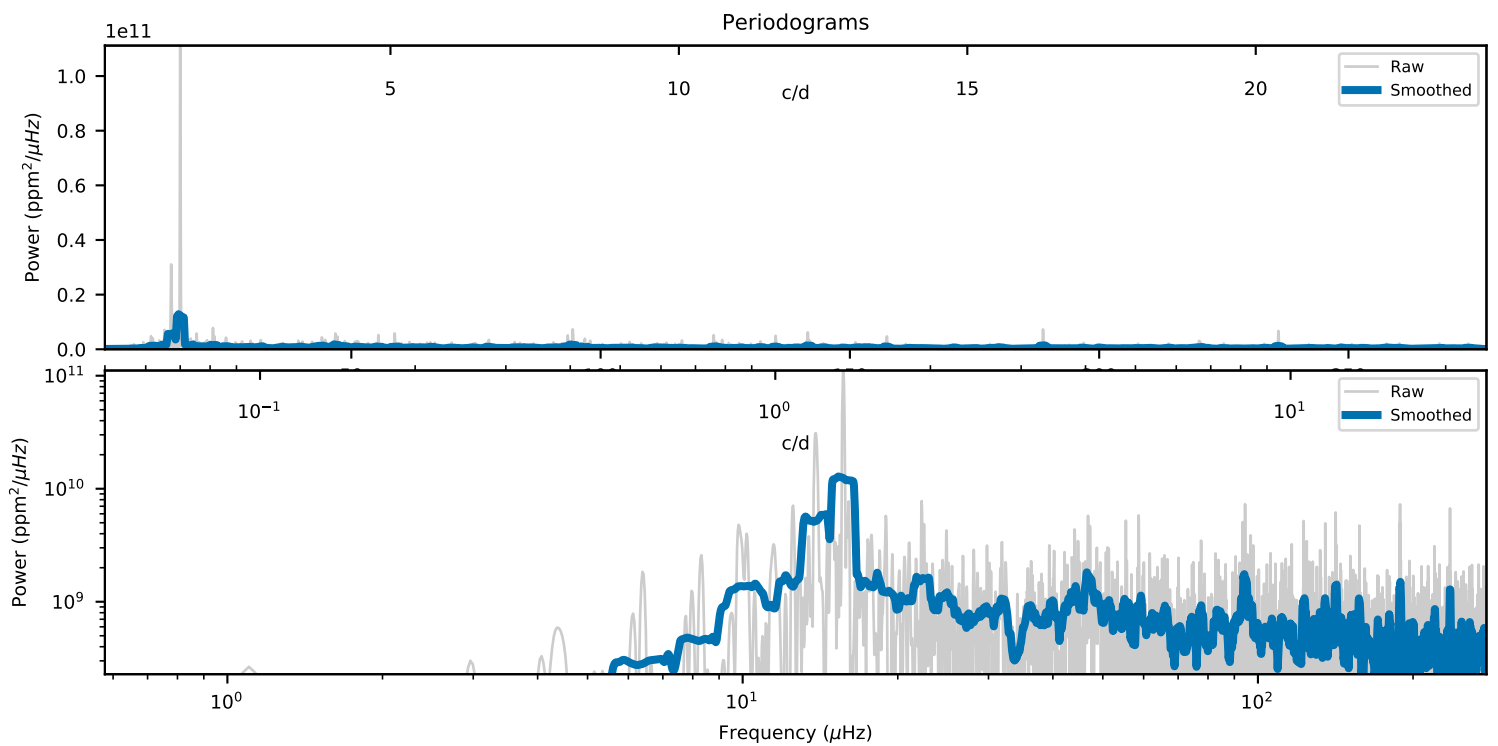 Periodograms
1e11
1.0
0.8
0.6
0.4
0.2
0.0
Power (ppm²/μHz)
5 10 15 20
c/d
Raw
Smoothed
10¹¹
10¹⁰
10⁹
Power (ppm²/μHz)
10⁻¹ 10⁰ 10¹
c/d
Raw
Smoothed
10⁰ 10¹ 10²
Frequency (μHz)